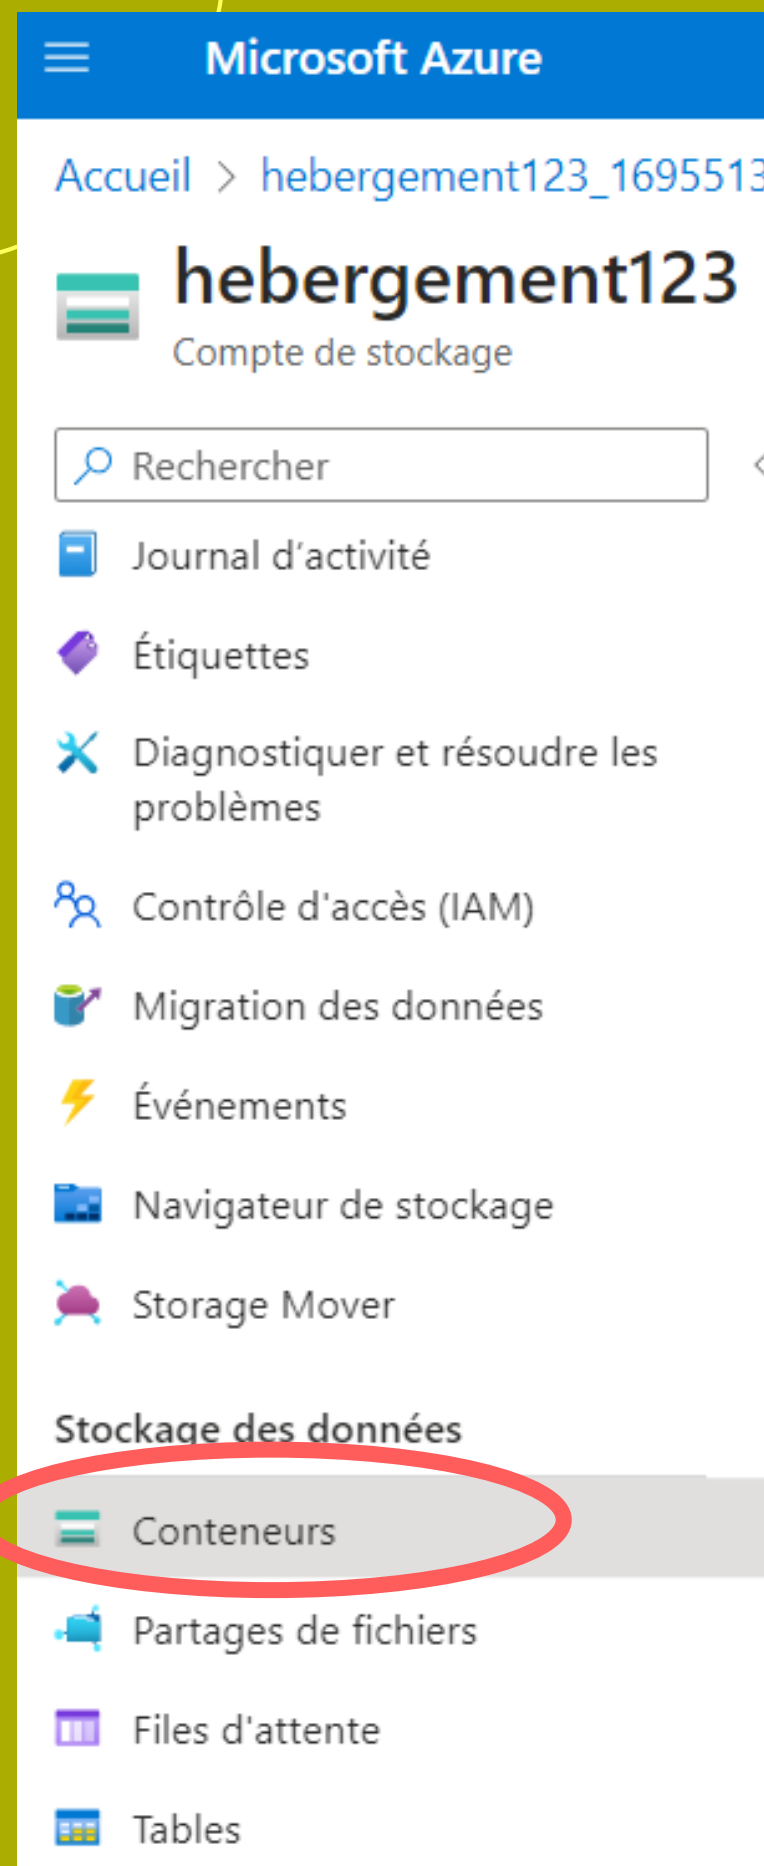 Microsoft Azure
Accueil > hebergement123_1695513
hebergement123
Compte de stockage
Rechercher
Journal d'activité
Étiquettes
Diagnostiquer et résoudre les
problèmes
Contrôle d'accès (IAM)
Migration des données
Événements
Navigateur de stockage
Storage Mover
Stockage des données
Conteneurs
Partages de fichiers
Files d'attente
Tables